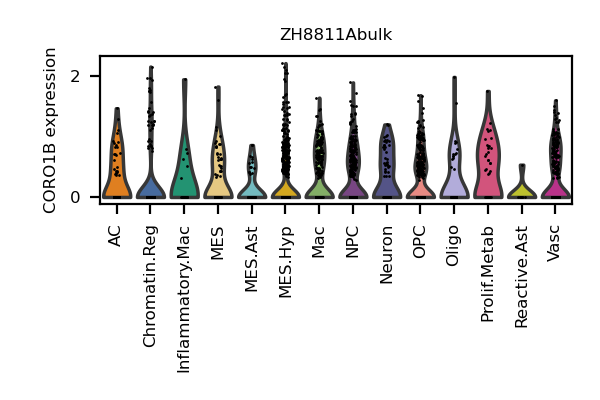 ZH8811Abulk
CORO1B expression
2
0
AC
Chromatin.Reg
Inflammatory.Mac
MES
MES.Ast
MES.Hyp
Mac
NPC
Neuron
OPC
Oligo
Prolif.Metab
Reactive.Ast
Vasc